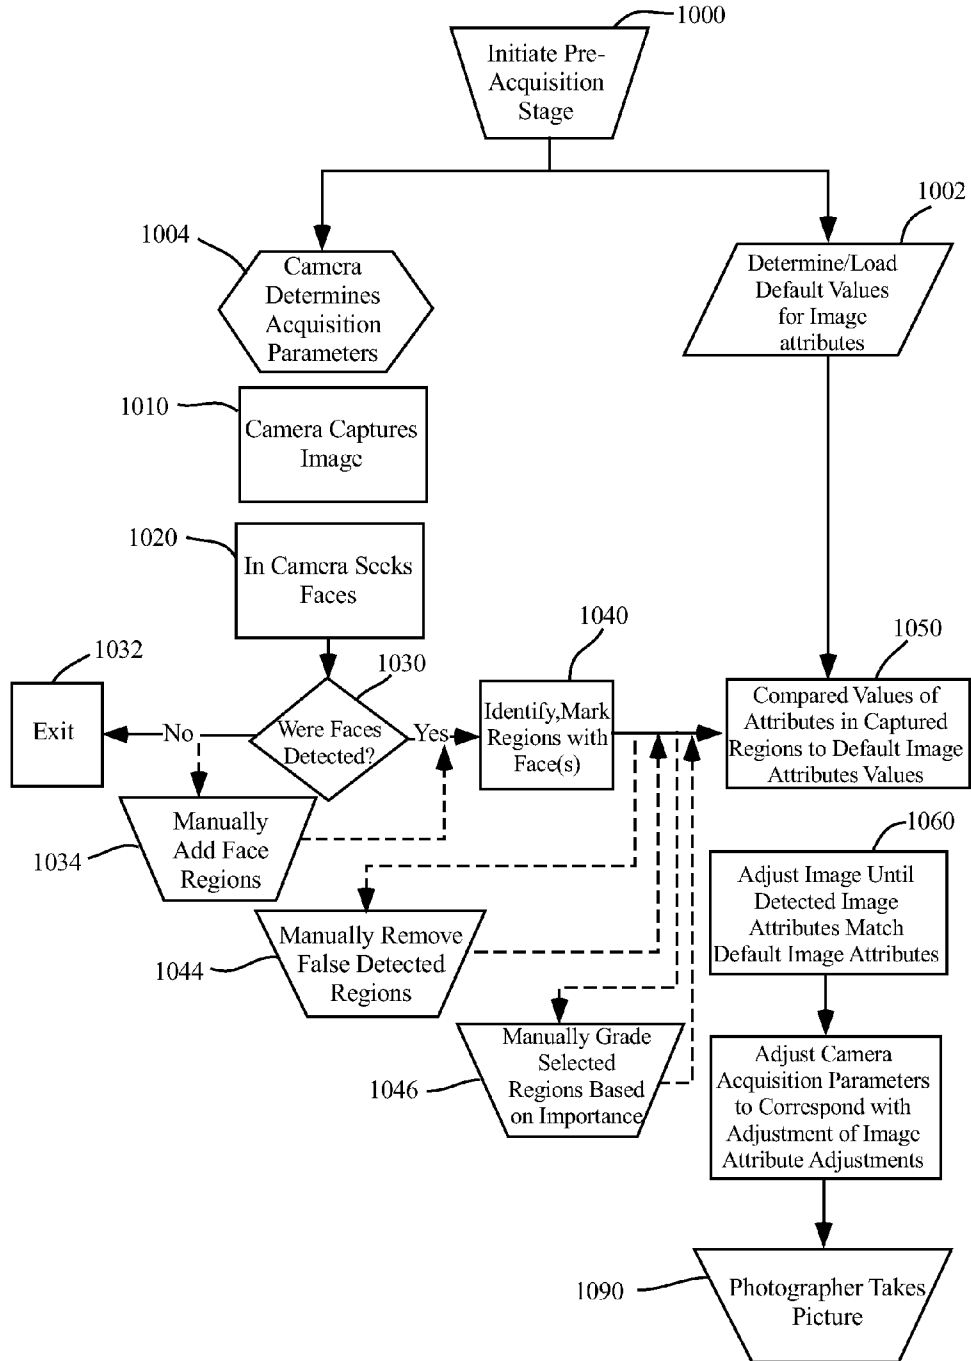 1000
Initiate Pre-
Acquisition
Stage
1002
1004
Camera
Determines
Acquisition
Parameters
Determine/Load
Default Values
for Image
attributes
1010
Camera Captures
Image
1020
In Camera Seeks
Faces
1030
1032
Exit
No
Were Faces
Detected?
Yes
1040
Identify,Mark
Regions with
Face(s)
1050
Compared Values of
Attributes in Captured
Regions to Default Image
Attributes Values
1034
Manually
Add Face
Regions
1044
Manually Remove
False Detected
Regions
1046
Manually Grade
Selected
Regions Based
on Importance
1060
Adjust Image Until
Detected Image
Attributes Match
Default Image Attributes
Adjust Camera
Acquisition Parameters
to Correspond with
Adjustment of Image
Attribute Adjustments
1090
Photographer Takes
Picture